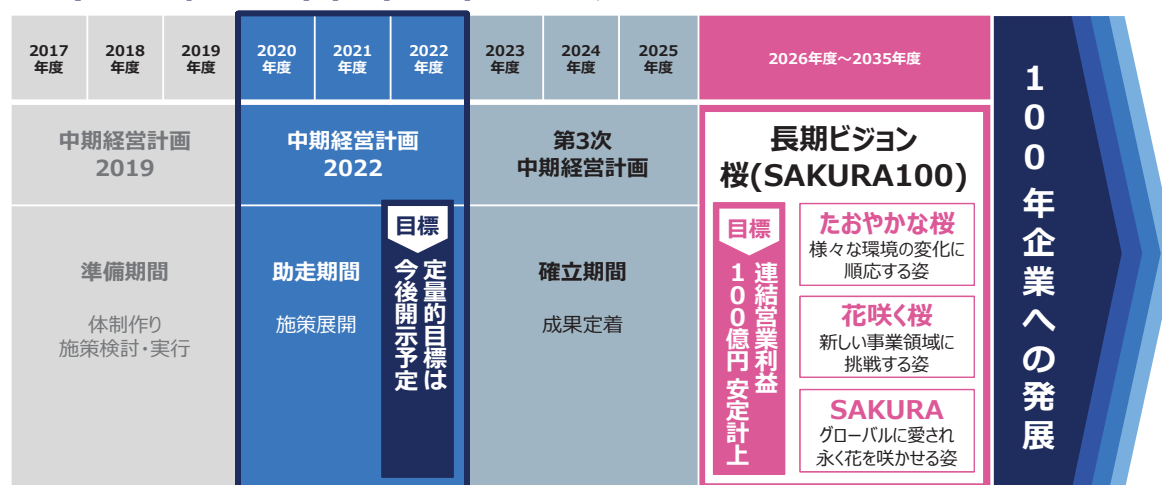 2017
年度
2018
年度
2019
年度
2020
年度
2021
年度
2022
年度
2023
年度
2024
年度
2025
年度
2026年度～2035年度
中期経営計画
2019
中期経営計画
2022
第3次
中期経営計画
長期ビジョン
桜(SAKURA100)
準備期間
体制作り
施策検討・実行
助走期間
施策展開
目標
定量的目標は
今後開示予定
確立期間
成果定着
目標
連結営業利益
100億円 安定計上
たおやかな桜
様々な環境の変化に
順応する姿
花咲く桜
新しい事業領域に
挑戦する姿
SAKURA
グローバルに愛され
永く花を咲かせる姿
100年企業への発展